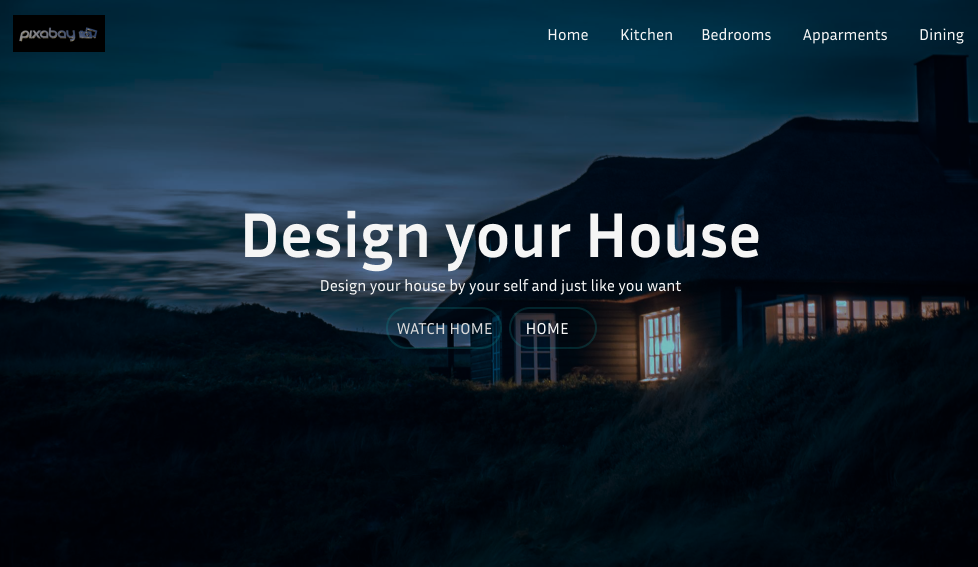 pixabay
Home Kitchen Bedrooms Apparments Dining
Design your House
Design your house by your self and just like you want
WATCH HOME HOME